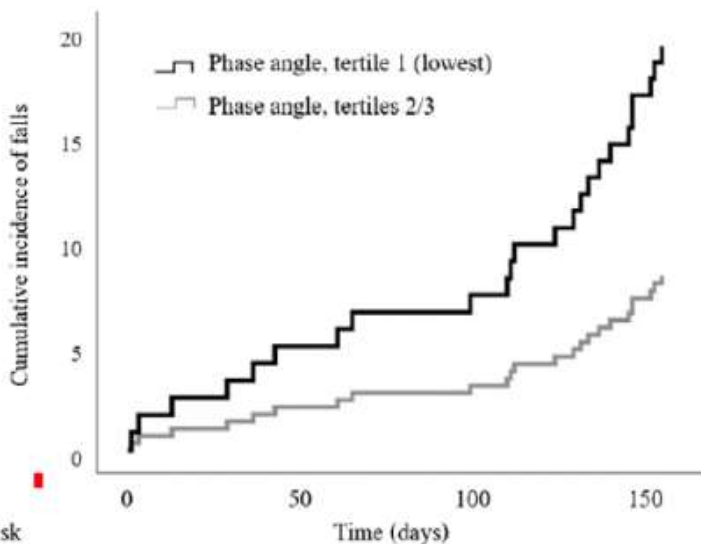 20
Phase angle, tertile 1 (lowest)
Phase angle, tertiles 2/3
15
10
5
0
Cumulative incidence of falls
0 50 100 150
sk
Time (days)